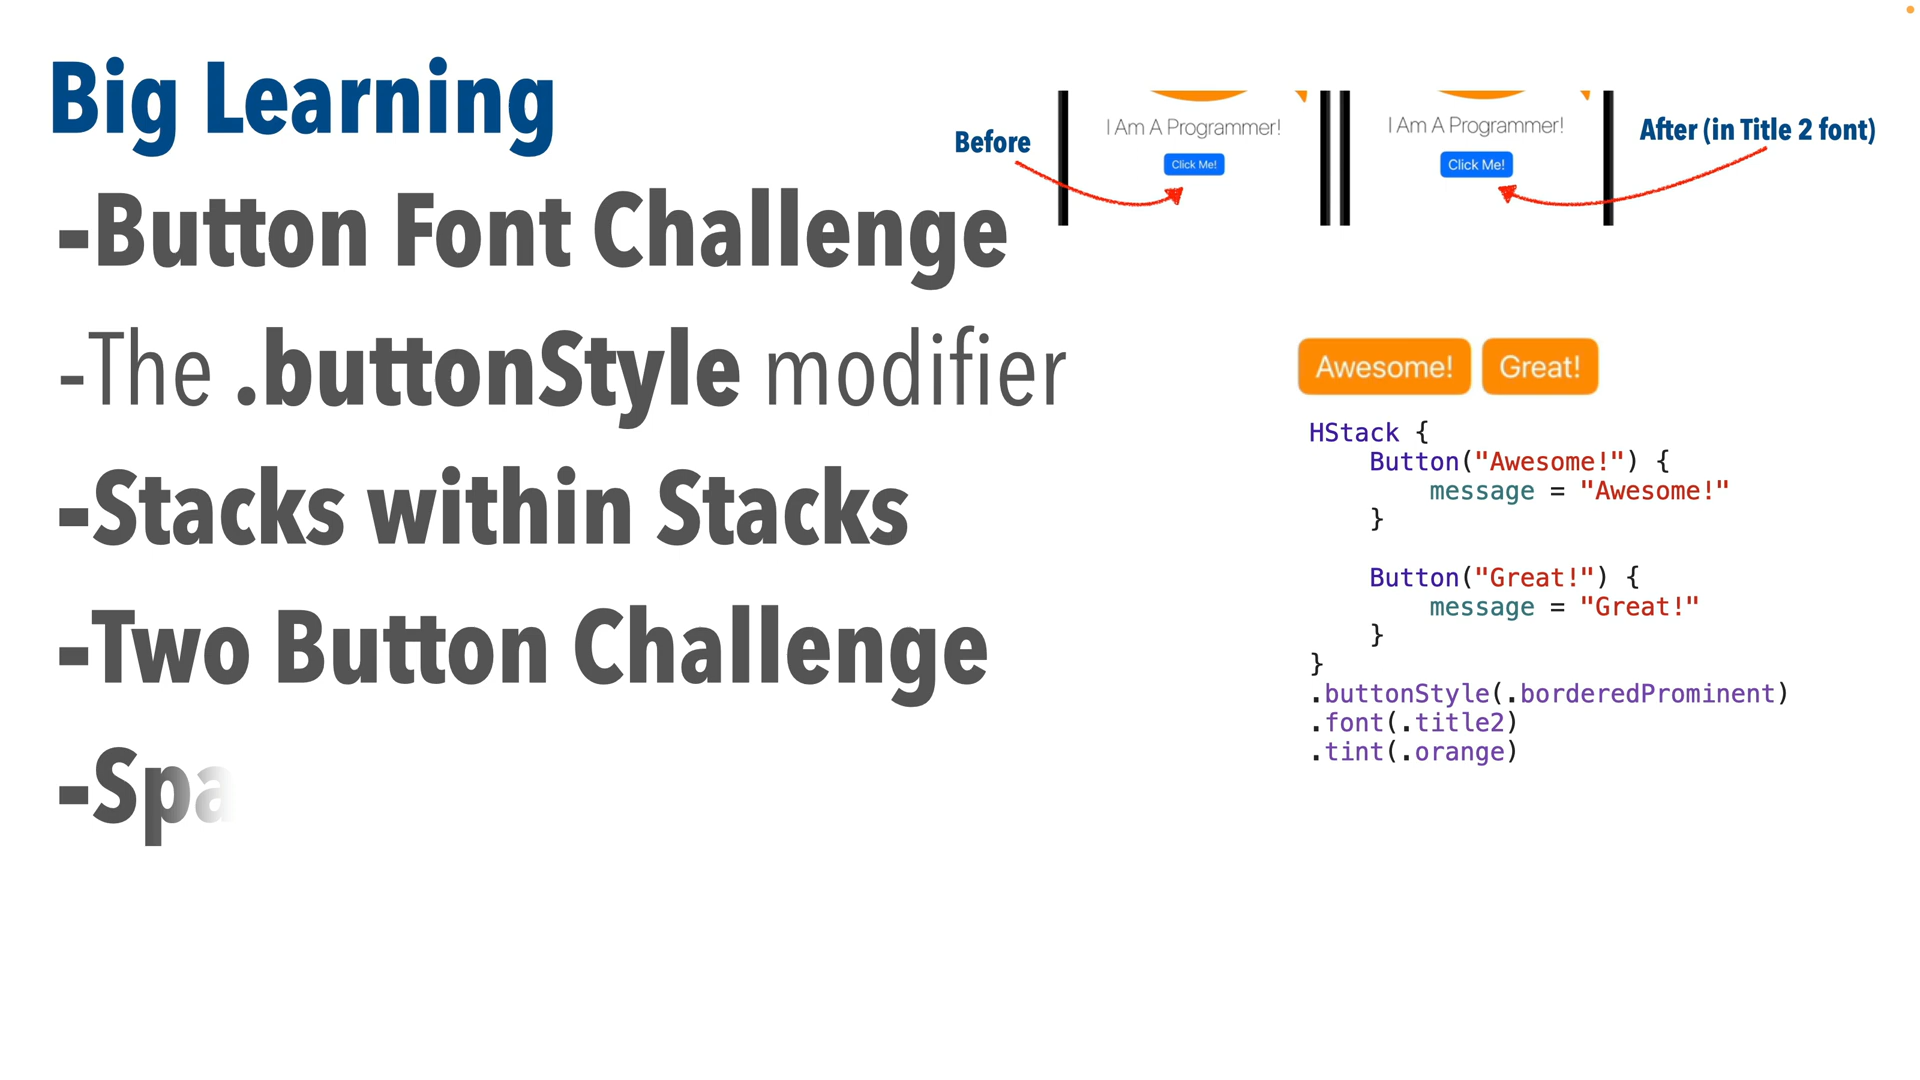 Big Learning
-Button Font Challenge
-The .buttonStyle modifier
-Stacks within Stacks
-Two Button Challenge
-Spa
Before
I Am A Programmer!
Click Me!
I Am A Programmer!
Click Me!
After (in Title 2 font)
Awesome! Great!
HStack {
    Button("Awesome!") {
        message = "Awesome!"
    }

    Button("Great!") {
        message = "Great!"
    }
}
.buttonStyle(.borderedProminent)
.font(.title2)
.tint(.orange)